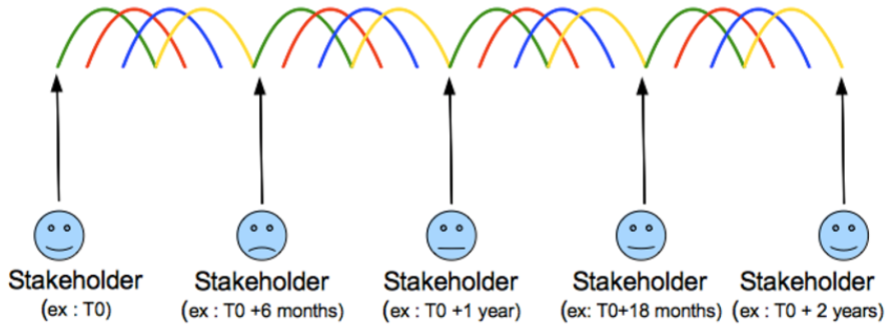 Stakeholder
(ex : T0)
Stakeholder
(ex : T0 +6 months)
Stakeholder
(ex : T0 +1 year)
Stakeholder
(ex: T0+18 months)
Stakeholder
(ex : T0 + 2 years)